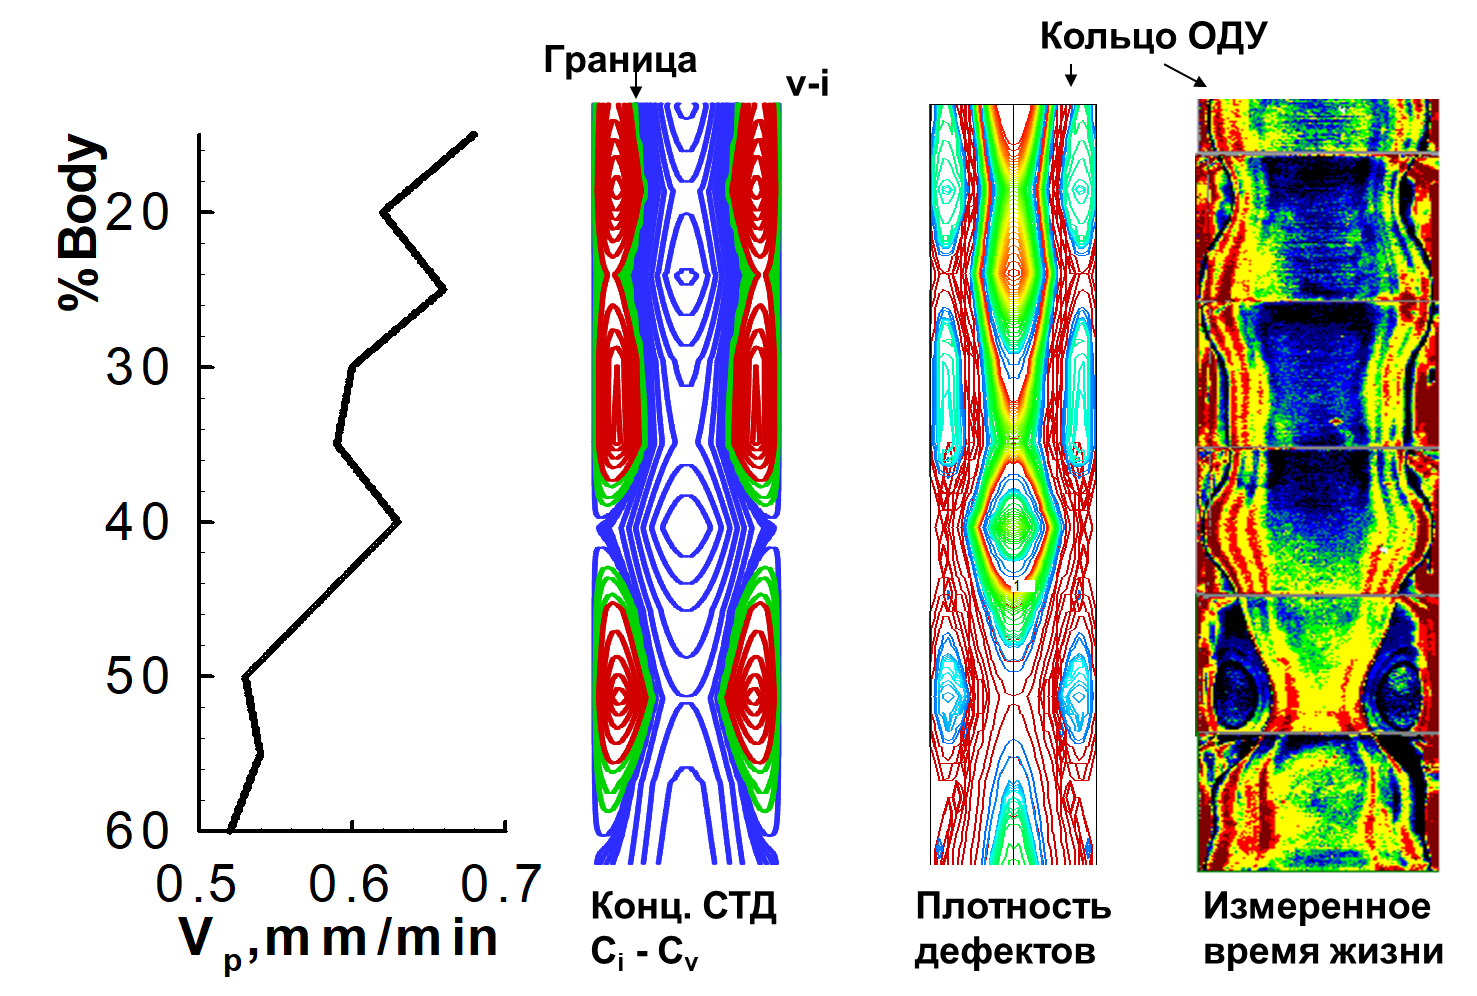 Кольцо ОДУ
Граница
v-i
%Body
20
30
40
50
60
0.5 0.6 0.7
Vp,mm/min
Конц. СТД
Ci - Cv
1
Плотность
дефектов
Измеренное
время жизни